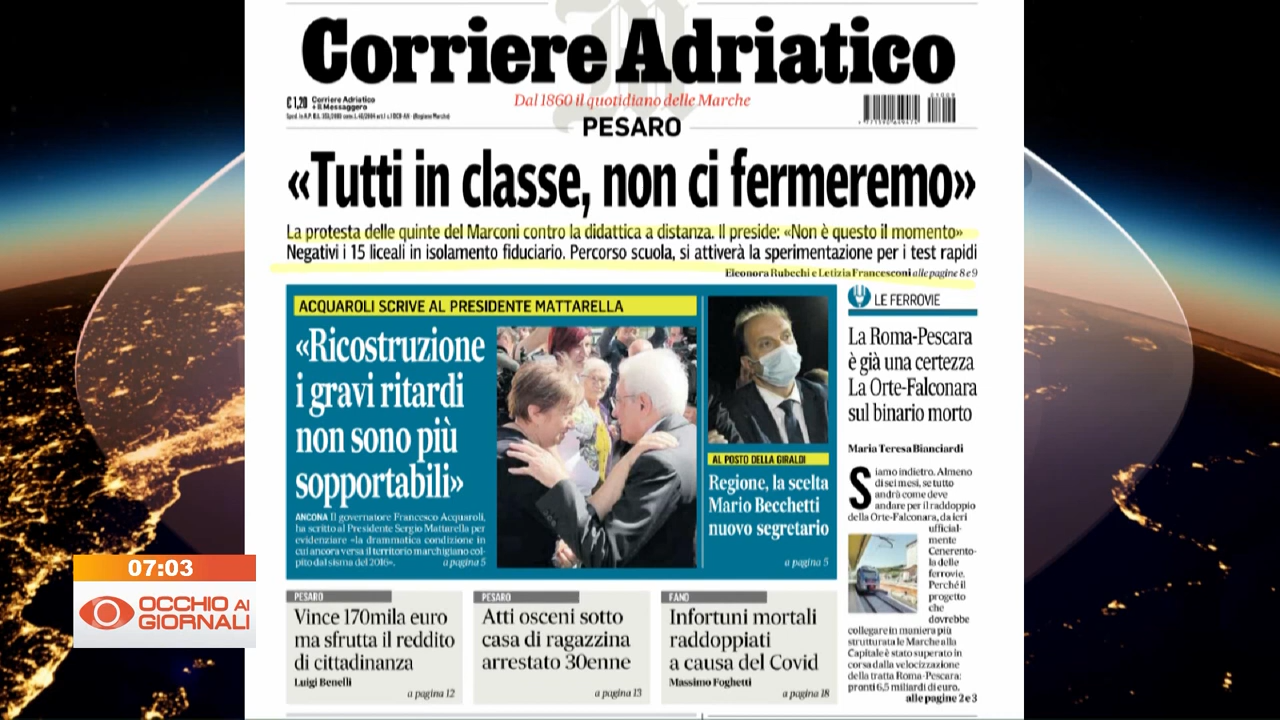 Corriere Adriatico
€ 1,20 Corriere Adriatico
+ Il Messaggero
Dal 1860 il quotidiano delle Marche
PESARO
«Tutti in classe, non ci fermeremo»
La protesta delle quinte del Marconi contro la didattica a distanza. Il preside: «Non è questo il momento»
Negativi i 15 liceali in isolamento fiduciario. Percorso scuola, si attiverà la sperimentazione per i test rapidi
Eleonora Rubechi e Letizia Francesconi alle pagine 8 e 9
ACQUAROLI SCRIVE AL PRESIDENTE MATTARELLA
«Ricostruzione
i gravi ritardi
non sono più
sopportabili»
ANCONA Il governatore Francesco Acquaroli,
ha scritto al Presidente Sergio Mattarella per
evidenziare «la drammatica condizione in
cui ancora versa il territorio marchigiano col-
pito dal sisma del 2016».
a pagina 5
AL POSTO DELLA GIRALDI
Regione, la scelta
Mario Becchetti
nuovo segretario
a pagina 5
LE FERROVIE
La Roma-Pescara
è già una certezza
La Orte-Falconara
sul binario morto
Maria Teresa Bianciardi
Siamo indietro. Almeno
di sei mesi, se tutto
andrà come deve
andare per il raddoppio
della Orte-Falconara, da ieri
ufficial-
mente
Cenerento-
la delle
ferrovie.
Perché il
progetto
che
dovrebbe
collegare in maniera più
strutturata le Marche alla
Capitale è stato superato in
corsa dalla velocizzazione
della tratta Roma-Pescara:
pronti 6,5 miliardi di euro.
alle pagine 2 e 3
PESARO
Vince 170mila euro
ma sfrutta il reddito
di cittadinanza
Luigi Benelli
a pagina 12
PESARO
Atti osceni sotto
casa di ragazzina
arrestato 30enne
a pagina 13
FANO
Infortuni mortali
raddoppiati
a causa del Covid
Massimo Foghetti
a pagina 18
07:03
OCCHIO AI
GIORNALI